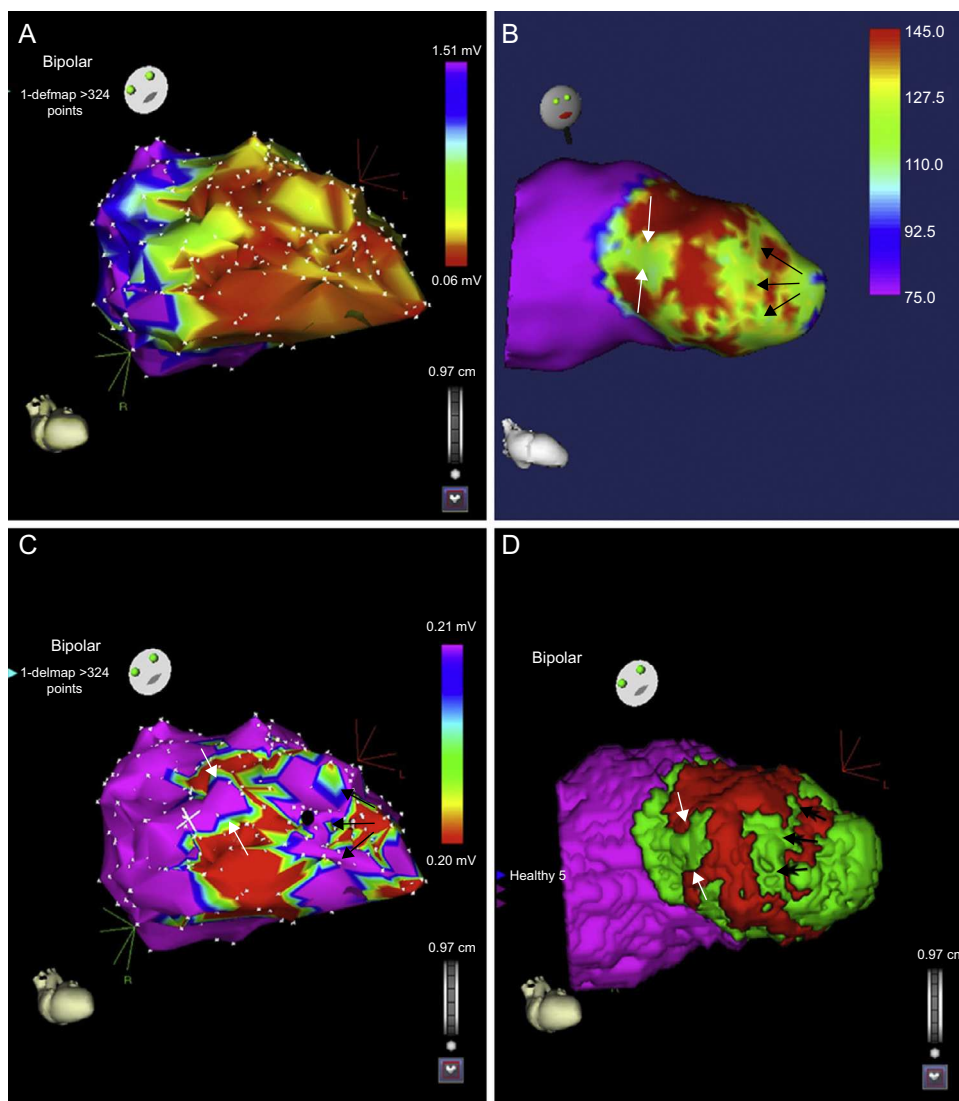 A
Bipolar
1-defmap >324
points
1.51 mV
0.06 mV
L
R
0.97 cm
B
145.0
127.5
110.0
92.5
75.0
C
Bipolar
1-delmap >324
points
0.21 mV
0.20 mV
L
R
0.97 cm
D
Bipolar
L
Healthy 5
R
0.97 cm